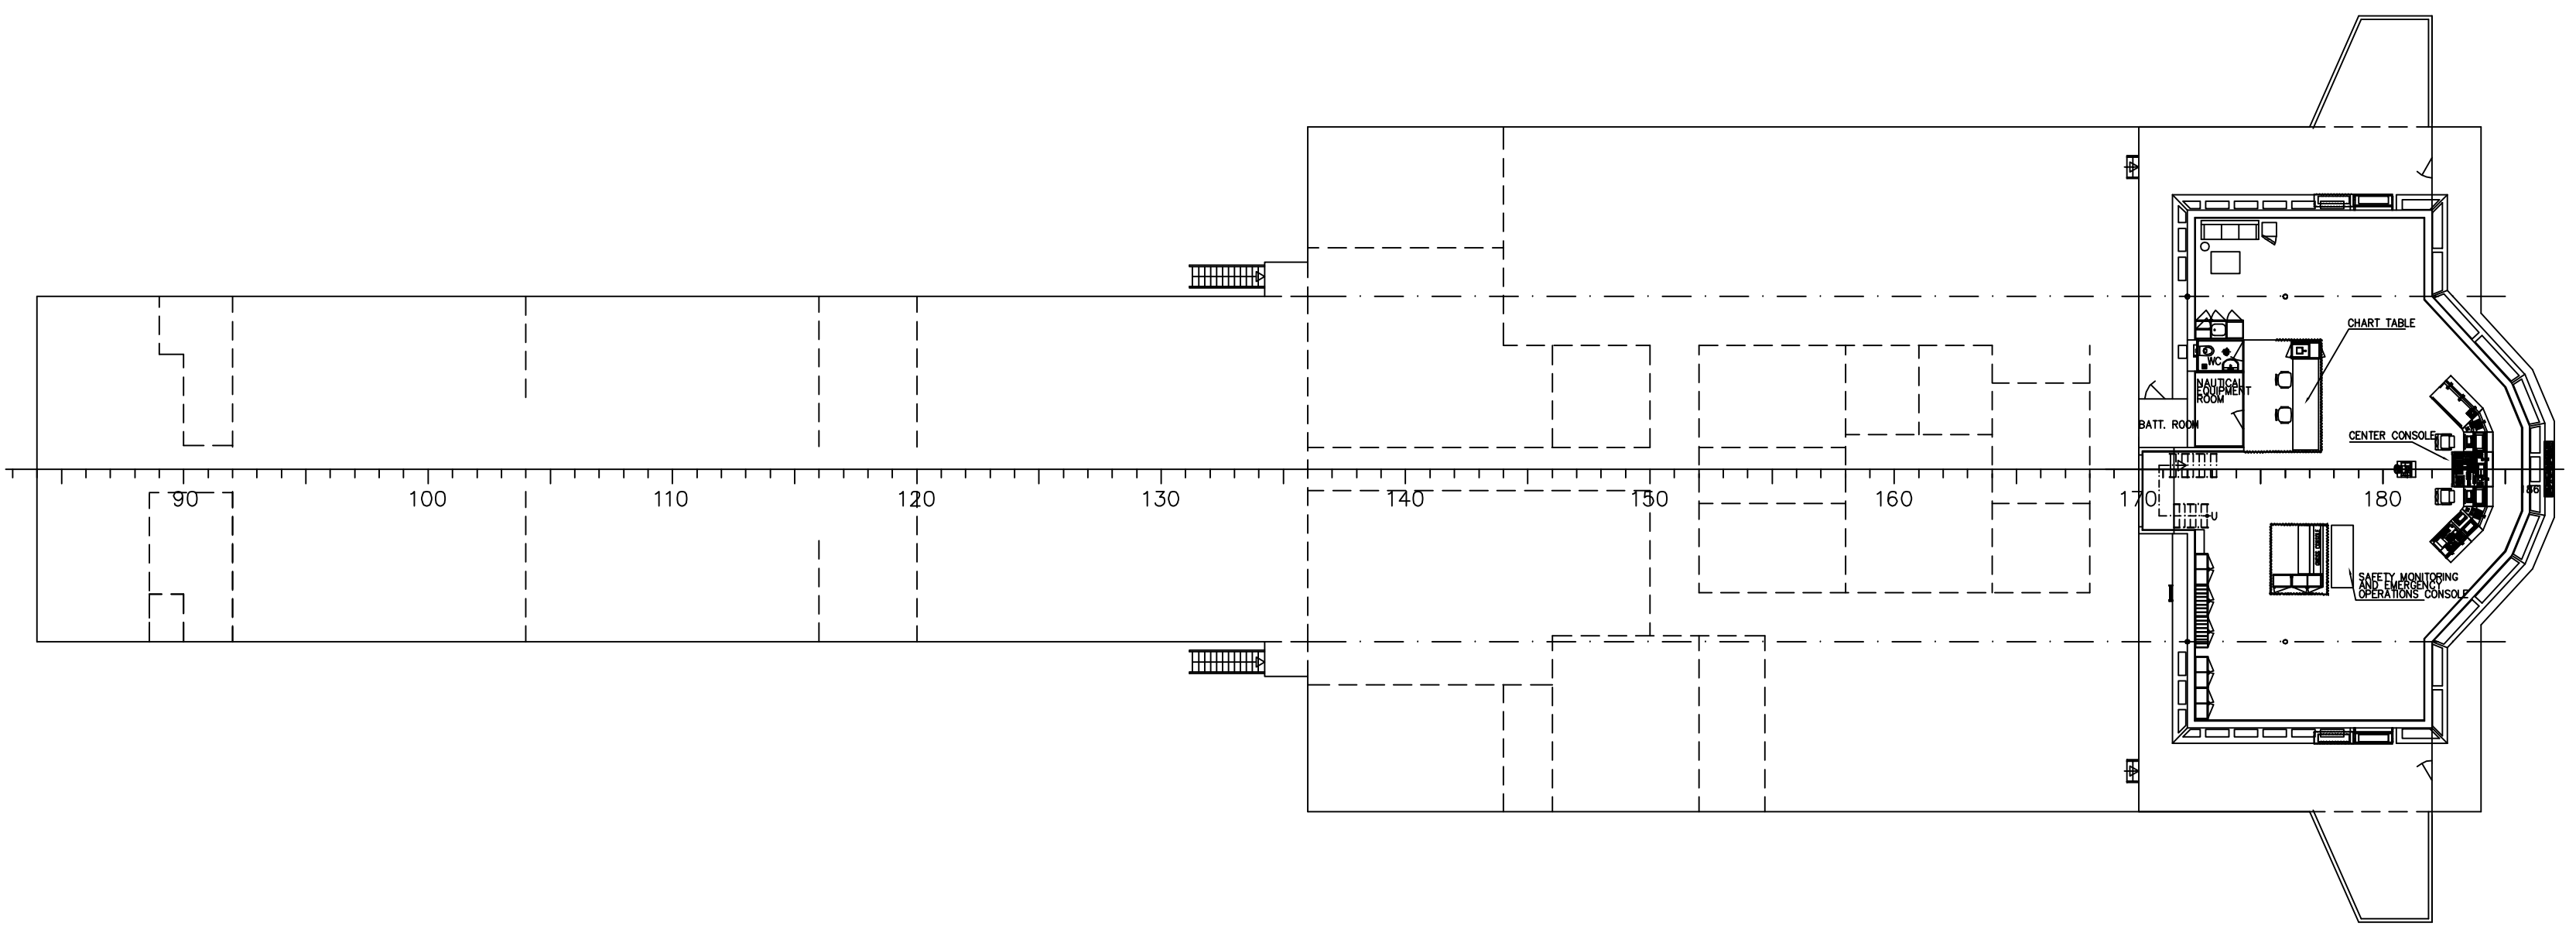 CHART TABLE
WC
NAUTICAL
EQUIPMENT
ROOM
BATT. ROOM
CENTER CONSOLE
90
100
110
120
130
140
150
160
170
180
186
U
SAFETY MONITORING
AND EMERGENCY
OPERATIONS CONSOLE